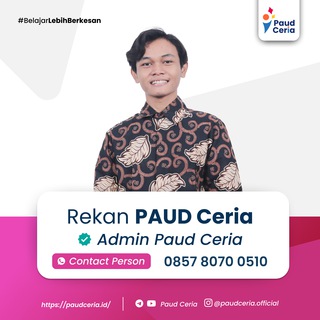 #BelajarLebihBerkesan
Paud
Ceria
Rekan PAUD Ceria
Admin Paud Ceria
Contact Person 0857 8070 0510
https://paudceria.id/ Paud Ceria @paudceria.official